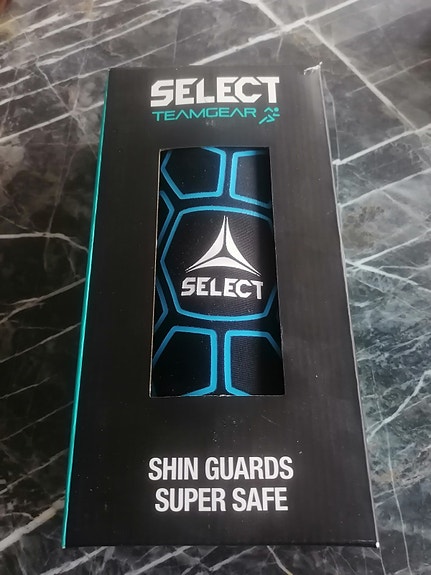 SELECT
TEAMGEAR
SELECT
SHIN GUARDS
SUPER SAFE